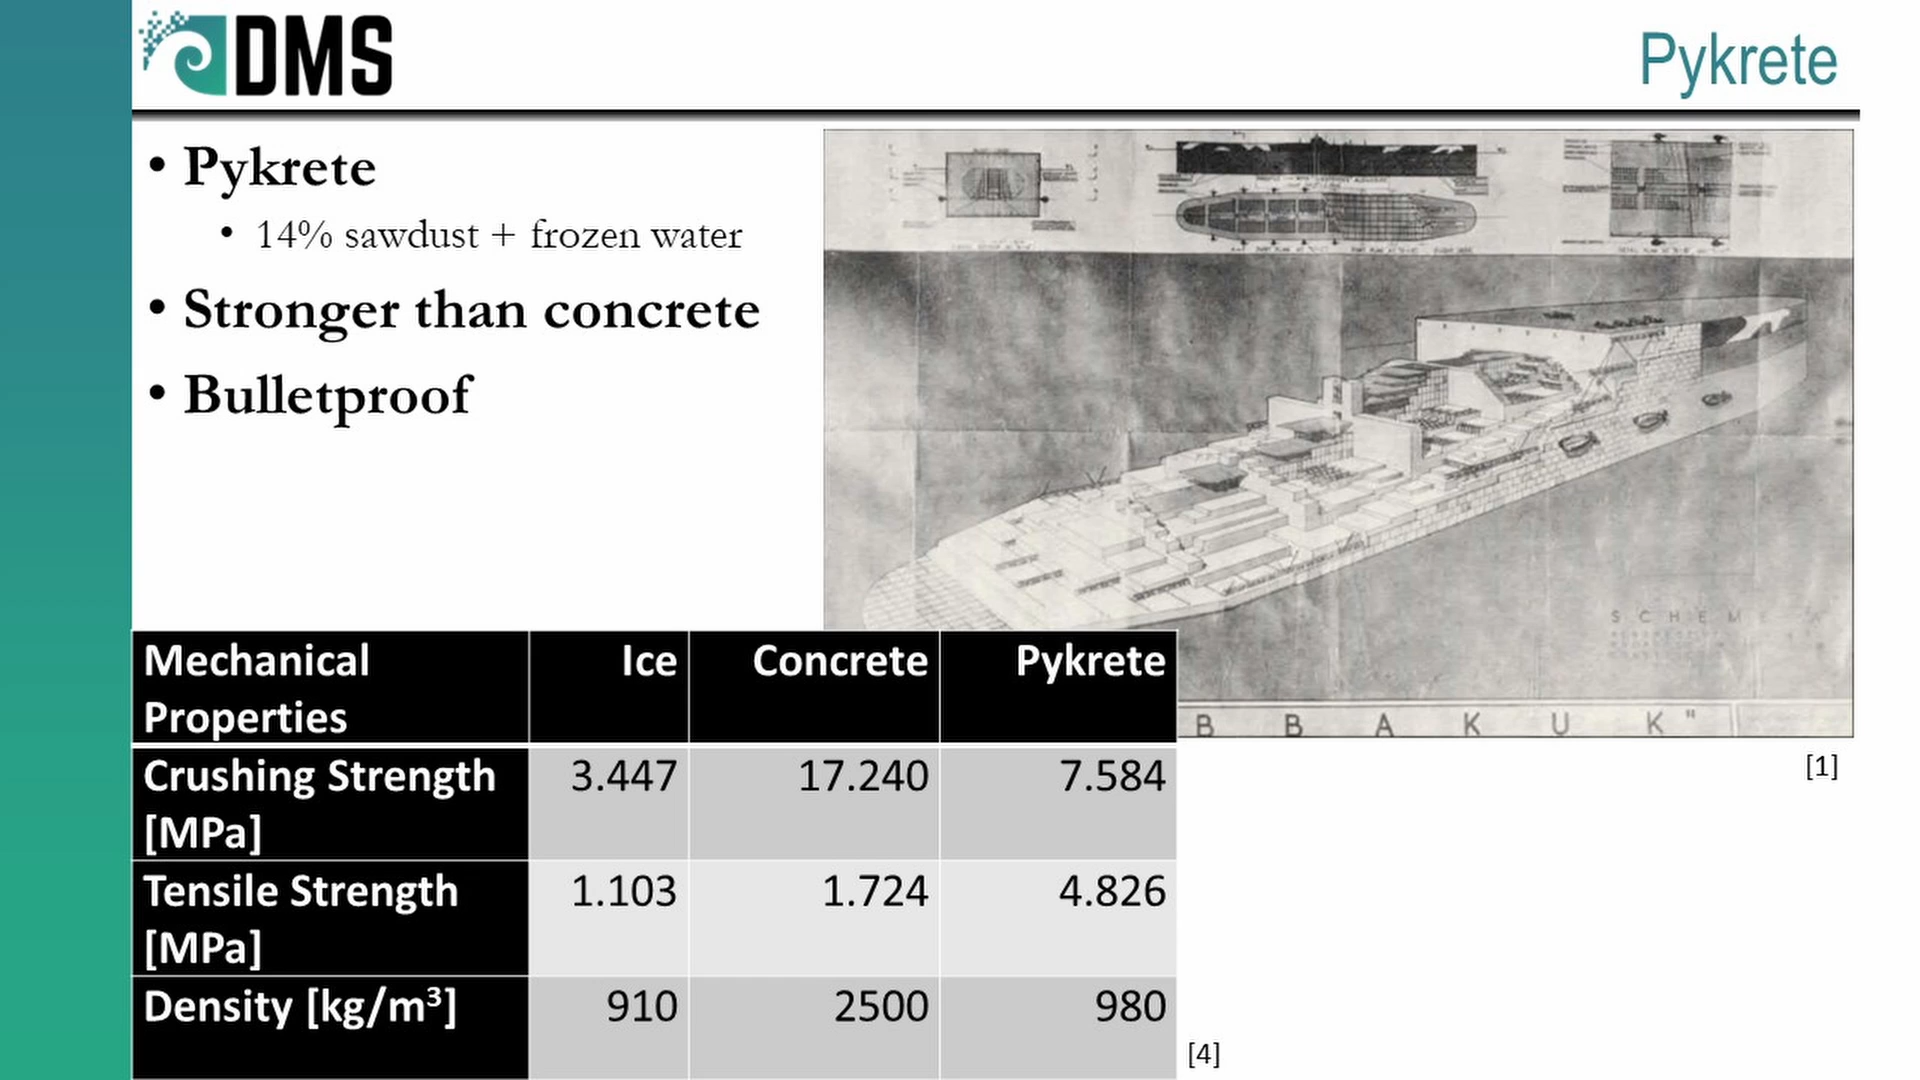 DMS
Pykrete
• Pykrete
• 14% sawdust + frozen water
• Stronger than concrete
• Bulletproof
SCHEM
B B A K U K"
[1]
Mechanical Properties Ice Concrete Pykrete
Crushing Strength [MPa] 3.447 17.240 7.584
Tensile Strength [MPa] 1.103 1.724 4.826
Density [kg/m³] 910 2500 980
[4]